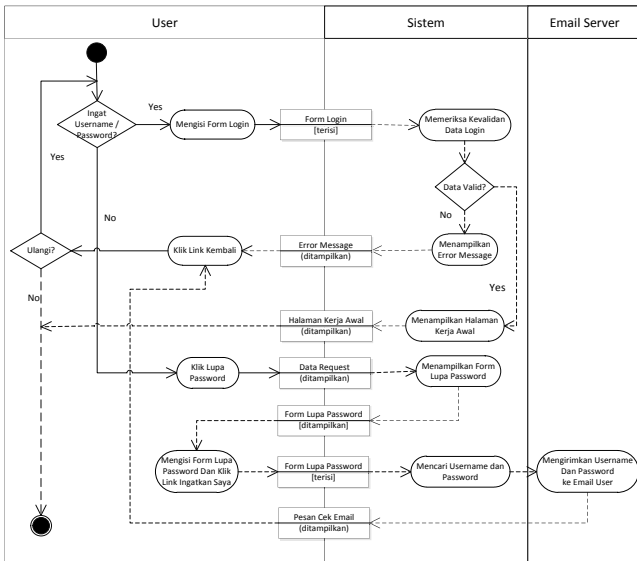 User
Sistem
Email Server
Ingat
Username /
Password?
Yes
Mengisi Form Login
Form Login
[terisi]
Memeriksa Kevalidan
Data Login
Yes
Data Valid?
No
No
Ulangi?
Klik Link Kembali
Error Message
(ditampilkan)
Menampilkan
Error Message
No
Yes
Halaman Kerja Awal
(ditampilkan)
Menampilkan Halaman
Kerja Awal
Klik Lupa
Password
Data Request
(ditampilkan)
Menampilkan Form
Lupa Password
Form Lupa Password
[ditampilkan]
Mengisi Form Lupa
Password Dan Klik
Link Ingatkan Saya
Form Lupa Password
[terisi]
Mencari Username dan
Password
Mengirimkan Username
Dan Password
ke Email User
Pesan Cek Email
(ditampilkan)